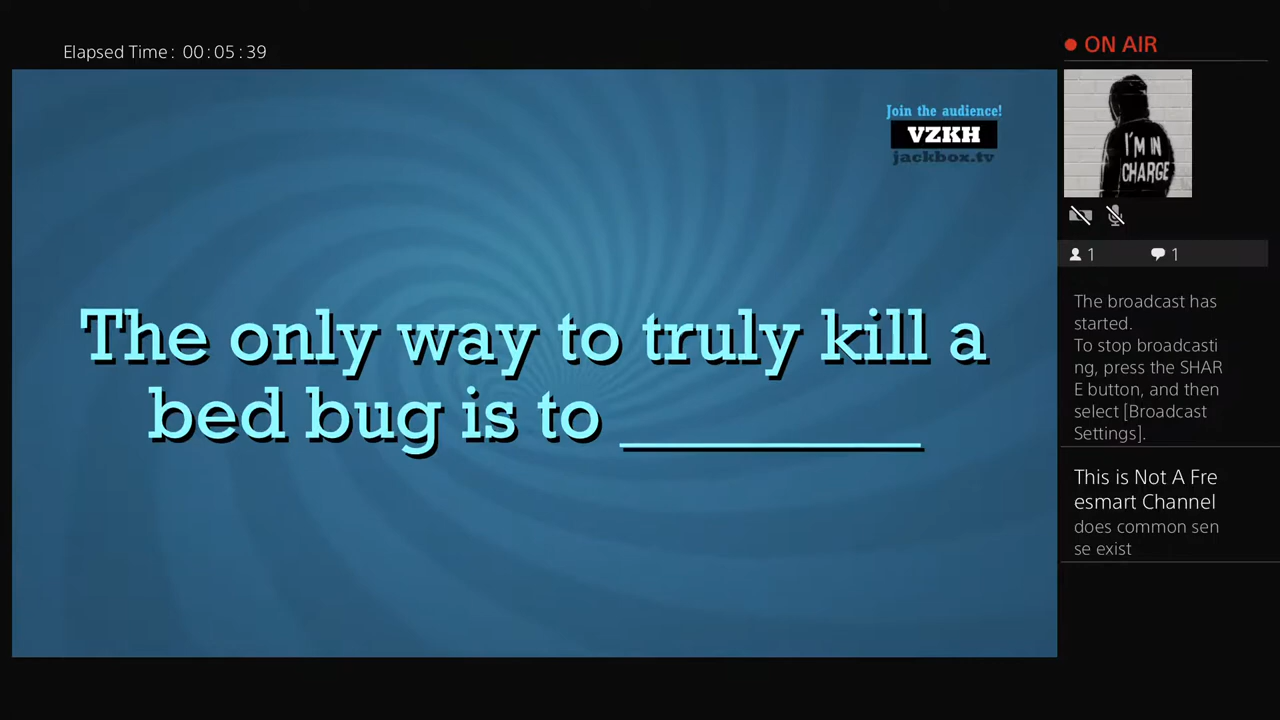 Elapsed Time: 00:05:39
ON AIR
Join the audience!
VZKH
jackbox.tv
I'M IN
CHARGE
1
1
The only way to truly kill a
bed bug is to __________
The broadcast has
started.
To stop broadcasti
ng, press the SHAR
E button, and then
select [Broadcast
Settings].
This is Not A Fre
esmart Channel
does common sen
se exist